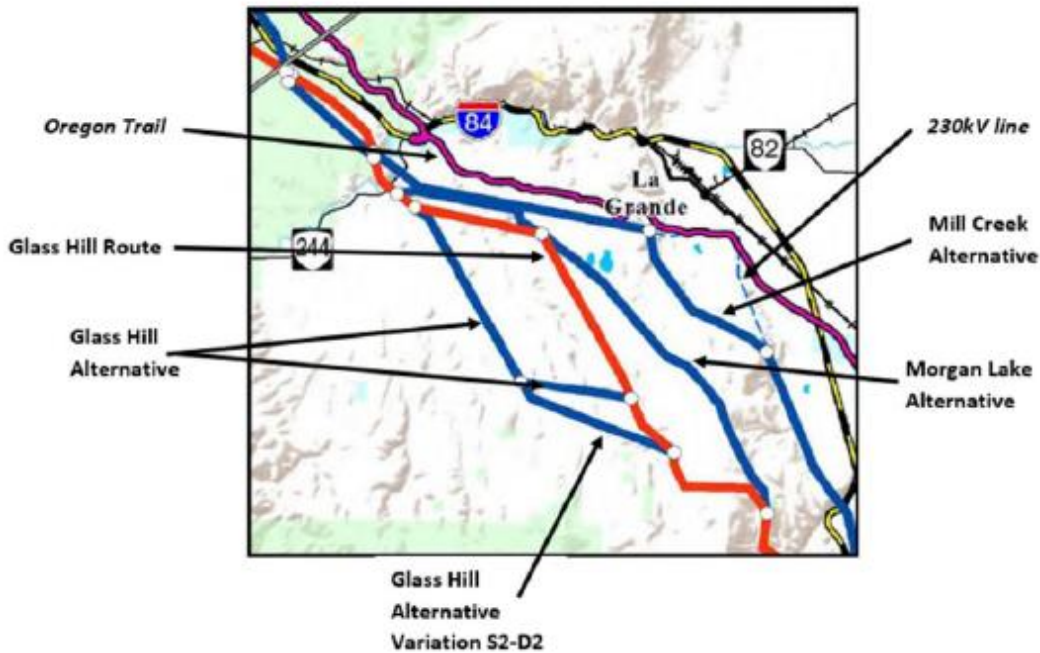 Oregon Trail
84
82
230kV line
La
Grande
Mill Creek
Alternative
Glass Hill Route
244
Glass Hill
Alternative
Morgan Lake
Alternative
Glass Hill
Alternative
Variation S2-D2